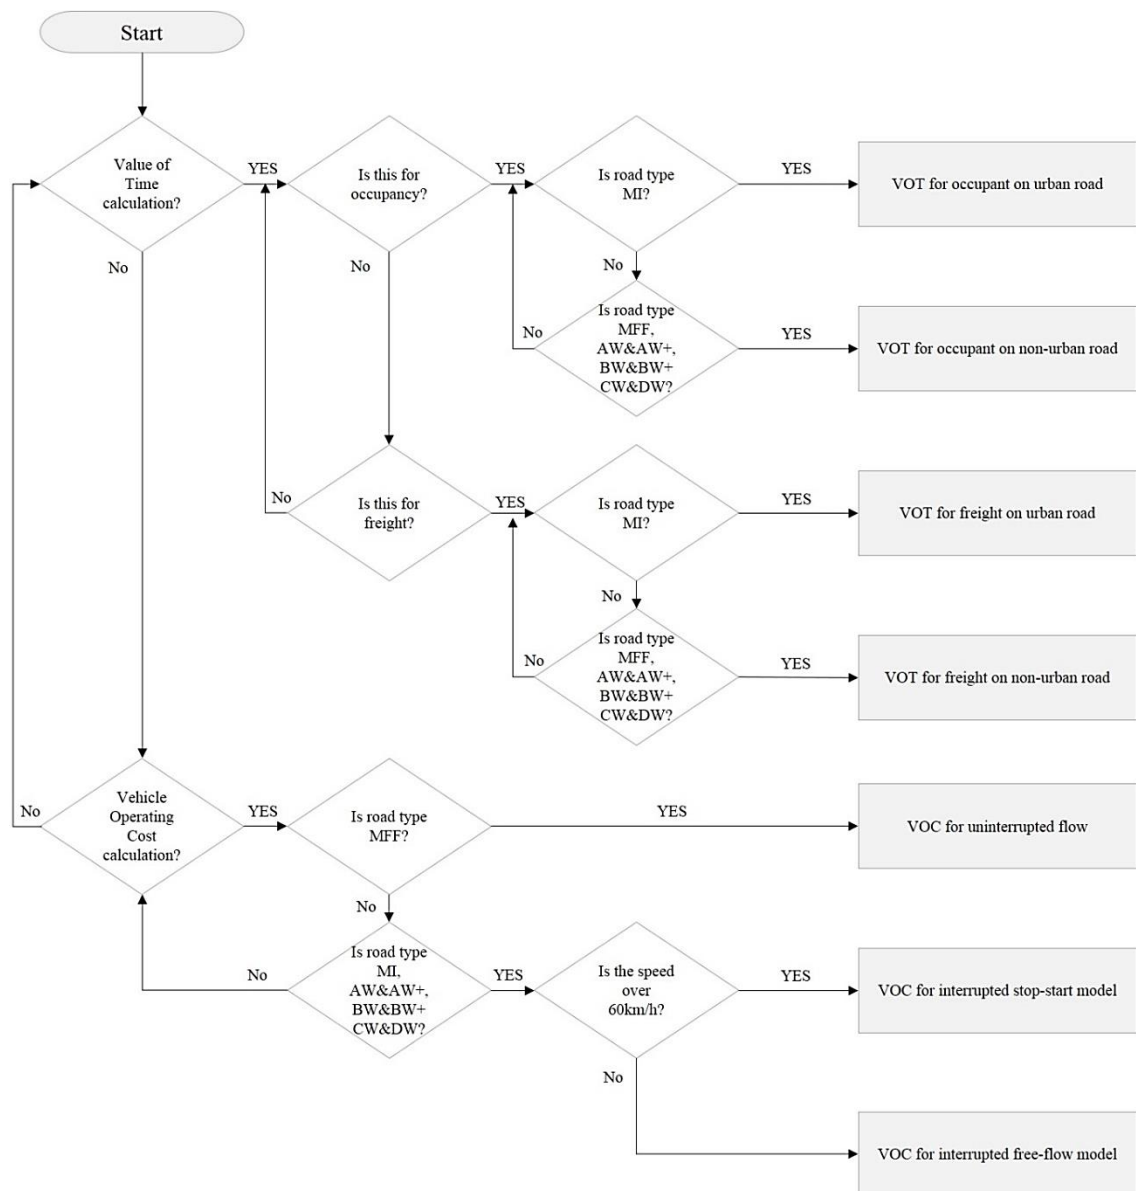 Start
Value of
Time
calculation?
YES
No
Is this for
occupancy?
YES
No
Is road type
MI?
YES
No
VOT for occupant on urban road
Is road type
MFF,
AW&AW+,
BW&BW+
CW&DW?
No
YES
VOT for occupant on non-urban road
No
Is this for
freight?
YES
Is road type
MI?
YES
No
VOT for freight on urban road
Is road type
MFF,
AW&AW+,
BW&BW+
CW&DW?
No
YES
VOT for freight on non-urban road
No
Vehicle
Operating
Cost
calculation?
YES
Is road type
MFF?
YES
No
VOC for uninterrupted flow
No
Is road type
MI,
AW&AW+,
BW&BW+
CW&DW?
YES
Is the speed
over
60km/h?
YES
No
VOC for interrupted stop-start model
VOC for interrupted free-flow model